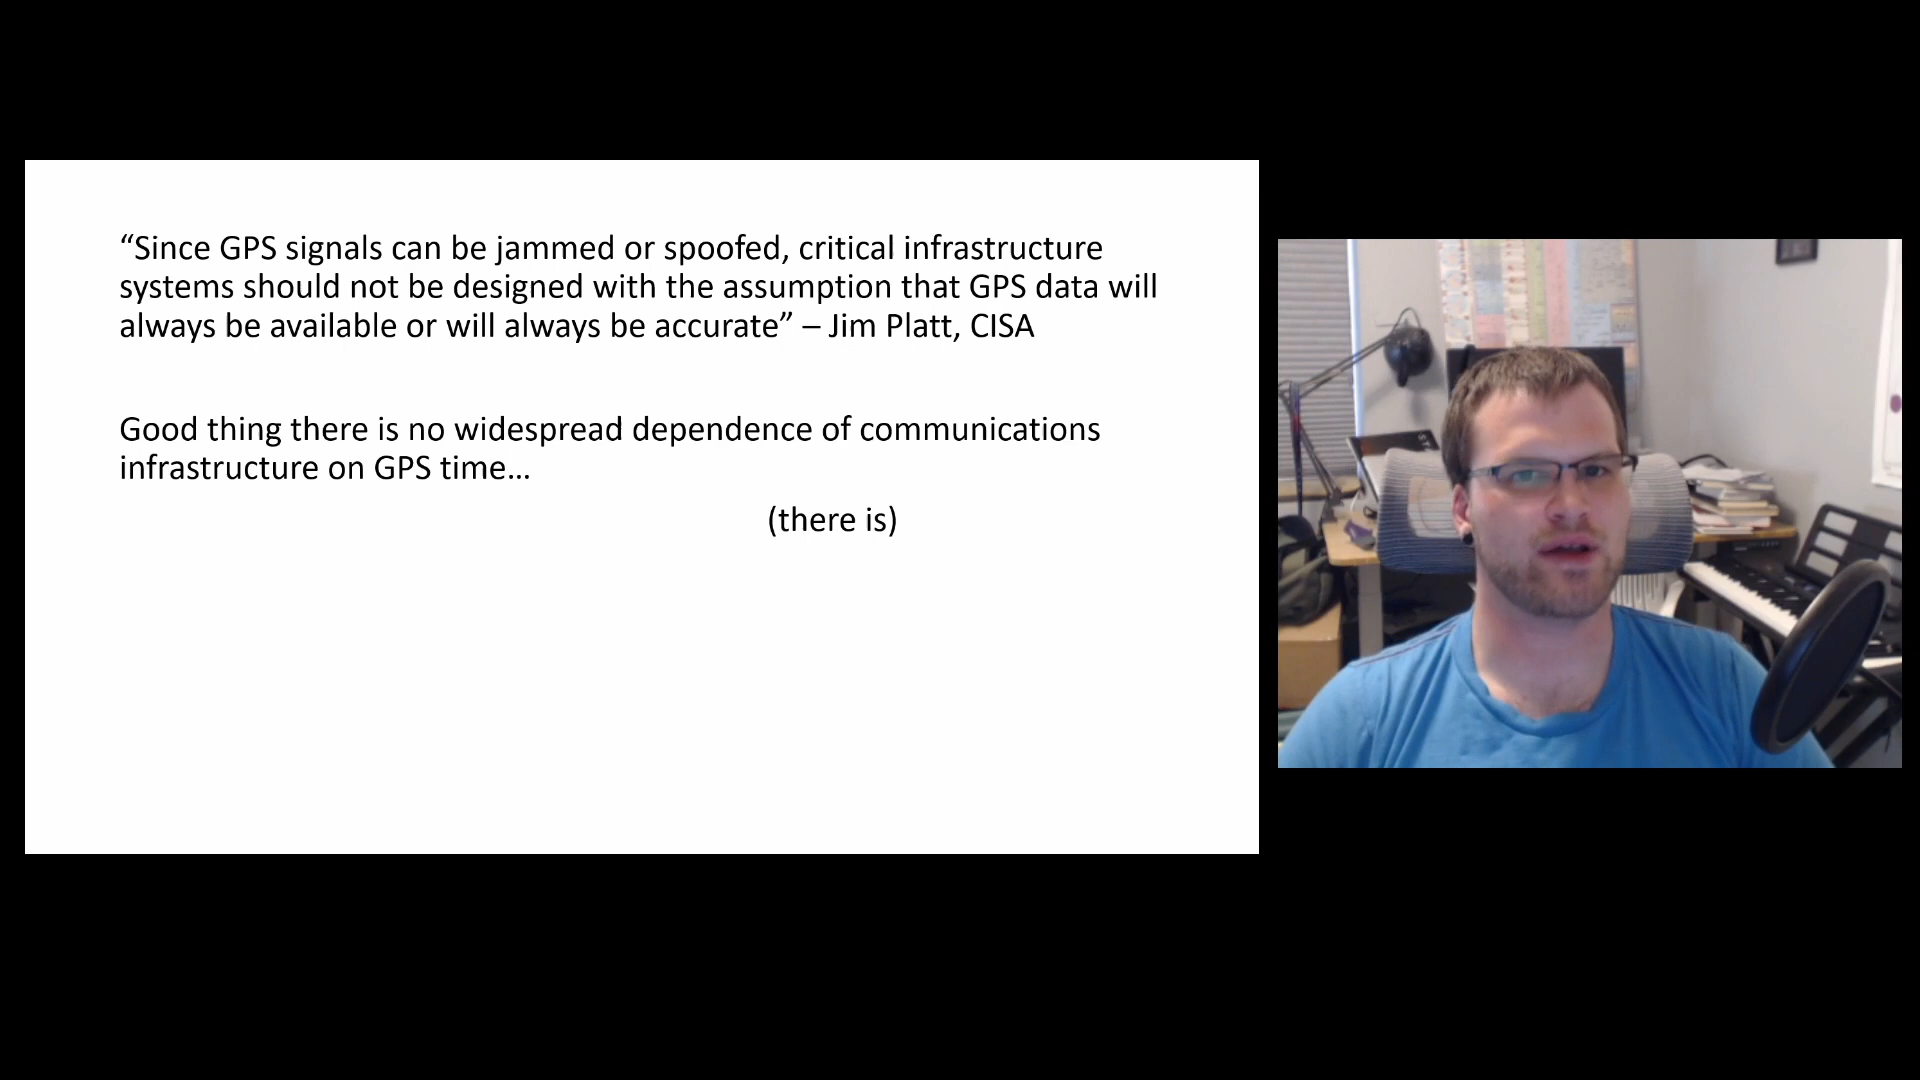 “Since GPS signals can be jammed or spoofed, critical infrastructure
systems should not be designed with the assumption that GPS data will
always be available or will always be accurate” – Jim Platt, CISA
Good thing there is no widespread dependence of communications
infrastructure on GPS time…
(there is)